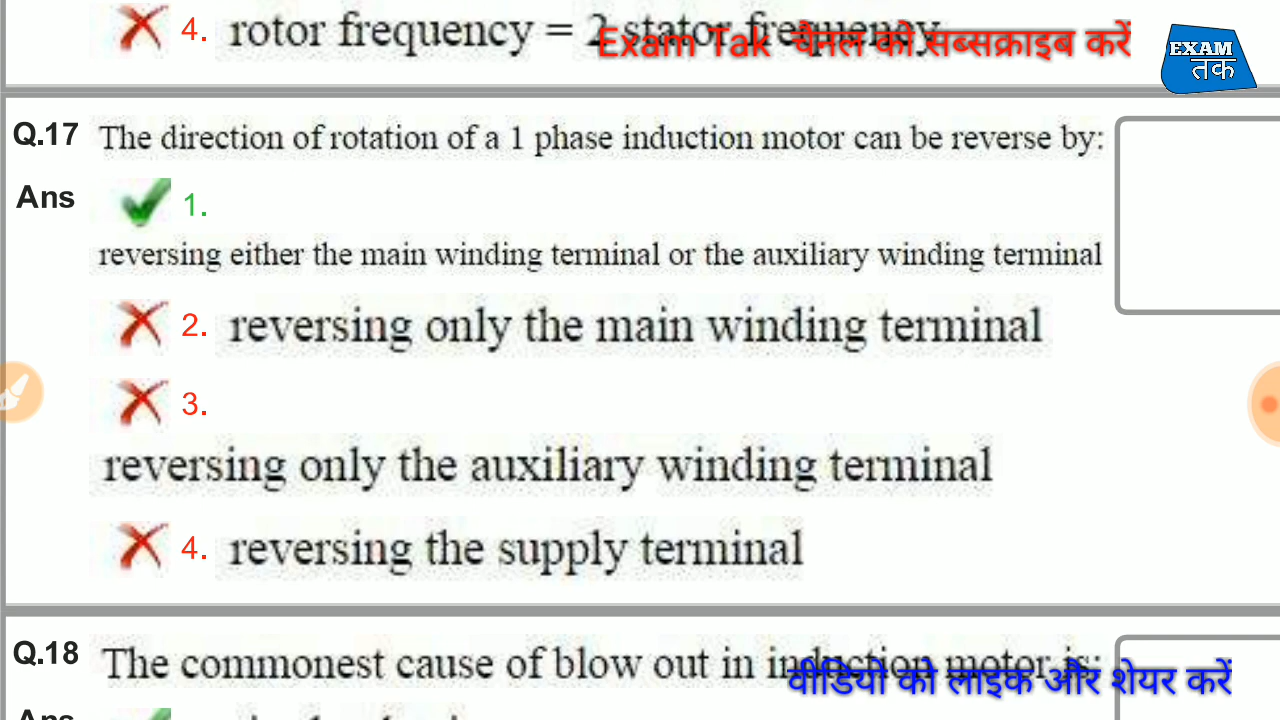 4. rotor frequency = 2 stator frequency
Exam Tak चैनल को सब्सक्राइब करें
EXAM
तक
Q.17 The direction of rotation of a 1 phase induction motor can be reverse by:
Ans 1.
reversing either the main winding terminal or the auxiliary winding terminal
2. reversing only the main winding terminal
3.
reversing only the auxiliary winding terminal
4. reversing the supply terminal
Q.18 The commonest cause of blow out in induction motor is:
वीडियो को लाइक और शेयर करें
Ans